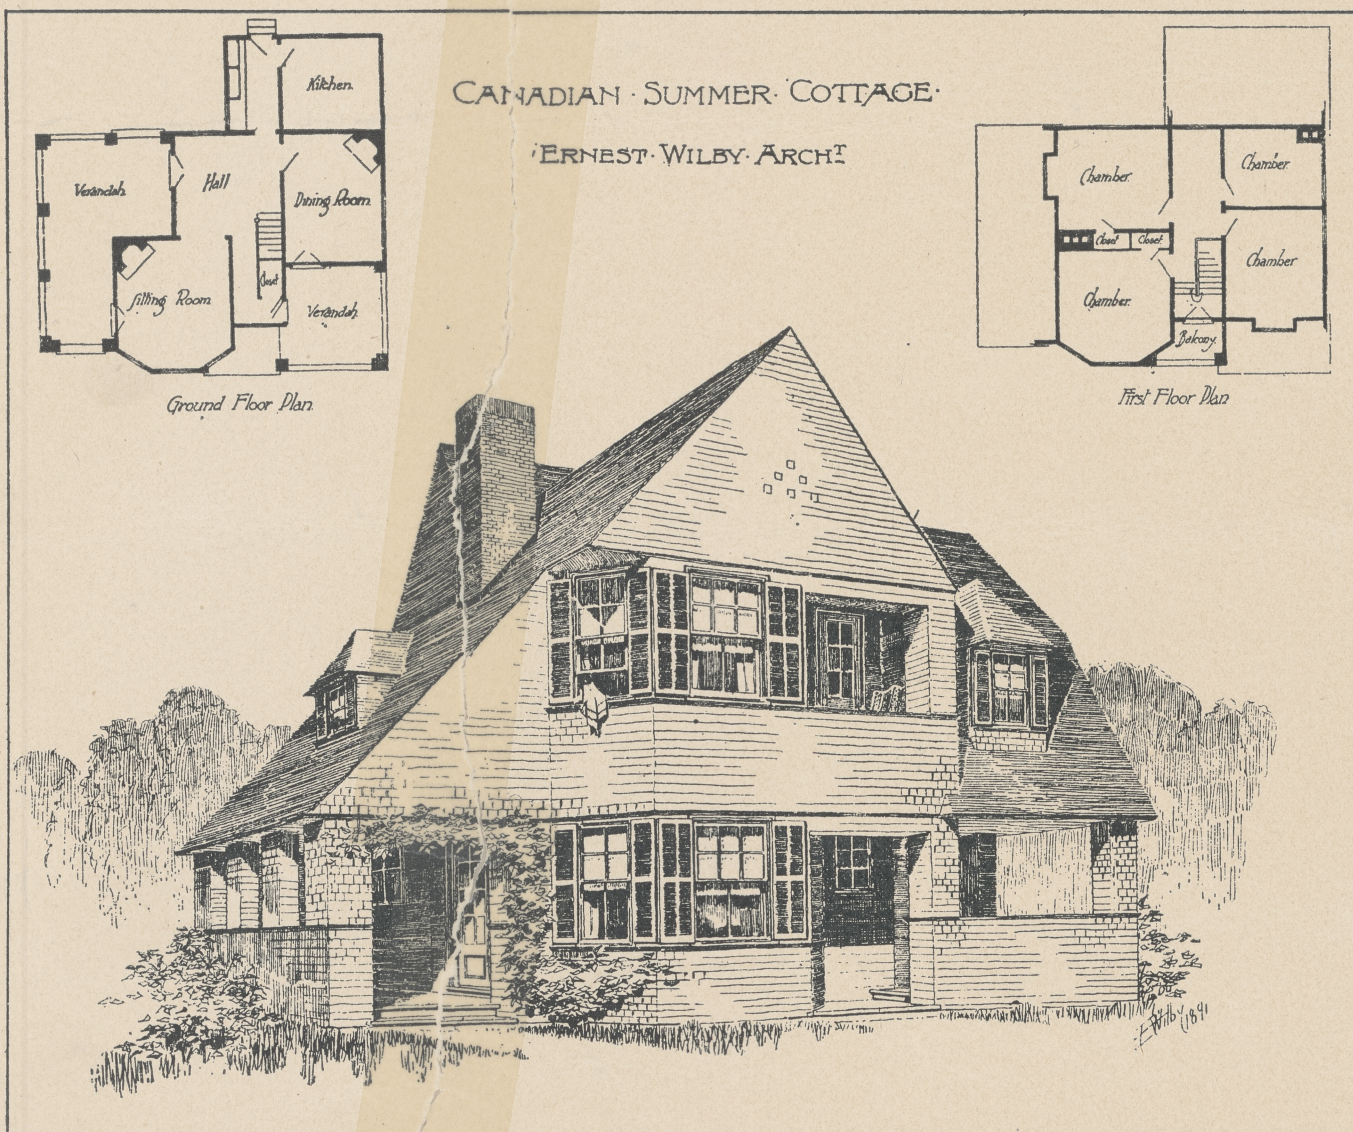 CANADIAN · SUMMER · COTTAGE ·
ERNEST · WILBY · ARCHT
Kitchen.
Verandah.
Hall
Dining Room.
Sitting Room
Closet
Verandah.
Ground Floor Plan.
Chamber.
Chamber.
Closet
Closet.
Chamber
Chamber.
Balcony.
First Floor Plan
E Wilby 1891